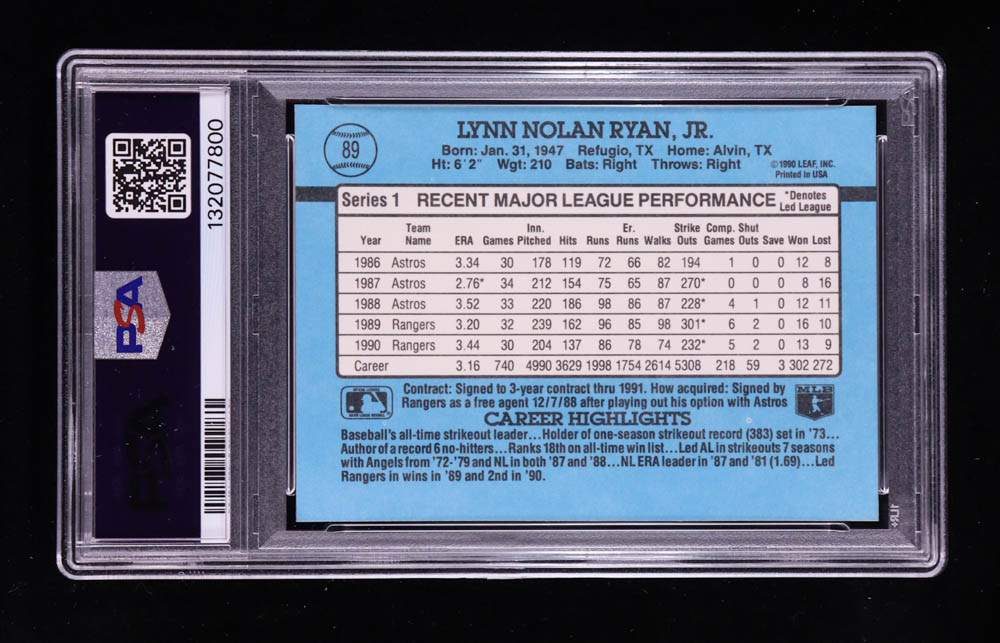 132077800
PSA
89
LYNN NOLAN RYAN, JR.
Born: Jan. 31, 1947 Refugio, TX Home: Alvin, TX
Ht: 6'2" Wgt: 210 Bats: Right Throws: Right
©1990 LEAF, INC.
Printed in USA
Series 1 RECENT MAJOR LEAGUE PERFORMANCE *Denotes
Led League
Team Inn. Er. Strike Comp. Shut
Year Name ERA Games Pitched Hits Runs Runs Walks Outs Games Outs Save Won Lost
1986 Astros 3.34 30 178 119 72 66 82 194 1 0 0 12 8
1987 Astros 2.76* 34 212 154 75 65 87 270* 0 0 0 8 16
1988 Astros 3.52 33 220 186 98 86 87 228* 4 1 0 12 11
1989 Rangers 3.20 32 239 162 96 85 98 301* 6 2 0 16 10
1990 Rangers 3.44 30 204 137 86 78 74 232* 5 2 0 13 9
Career 3.16 740 4990 3629 1998 1754 2614 5308 218 59 3 302 272
Contract: Signed to 3-year contract thru 1991. How acquired: Signed by
Rangers as a free agent 12/7/88 after playing out his option with Astros
MLB
CAREER HIGHLIGHTS
Baseball's all-time strikeout leader...Holder of one-season strikeout record (383) set in '73...
Author of a record 6 no-hitters...Ranks 18th on all-time win list...Led AL in strikeouts 7 seasons
with Angels from '72-'79 and NL in both '87 and '88...NL ERA leader in '87 and '81 (1.69)...Led
Rangers in wins in '89 and 2nd in '90.